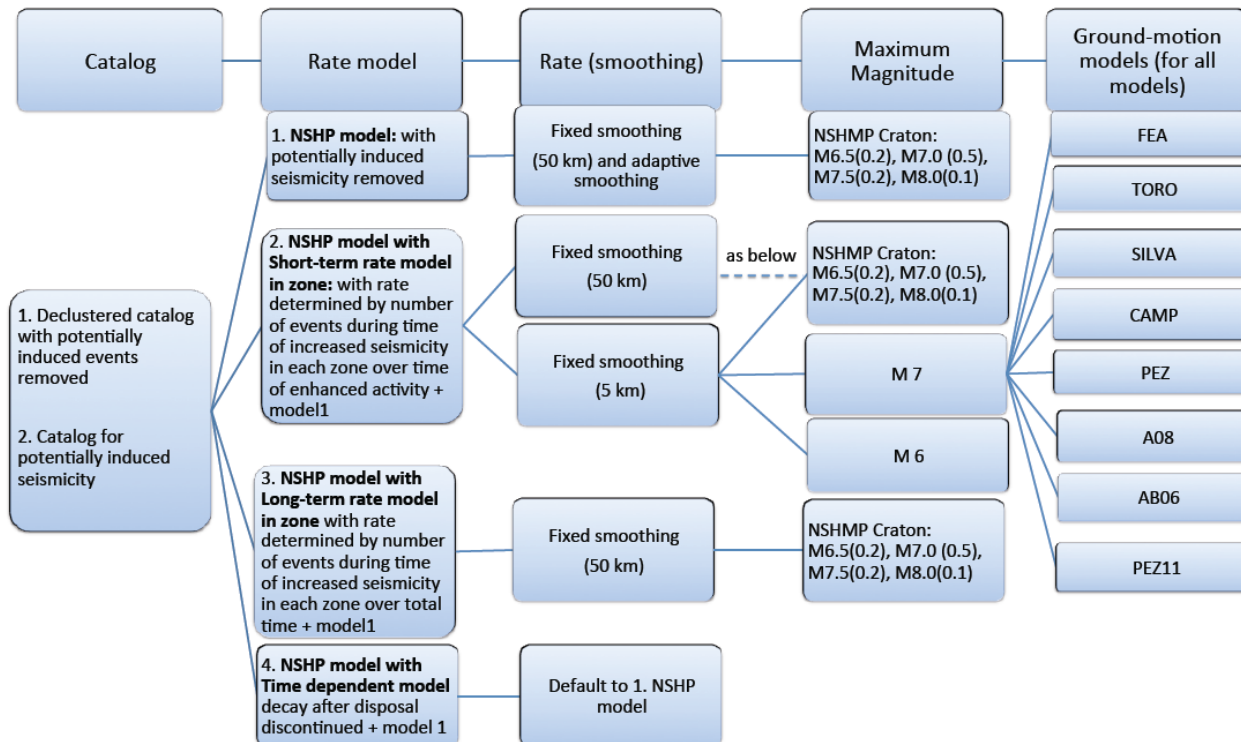 Catalog
Rate model
Rate (smoothing)
Maximum
Magnitude
Ground-motion
models (for all
models)
1. Declustered catalog
with potentially
induced events
removed
2. Catalog for
potentially induced
seismicity
1. NSHP model: with
potentially induced
seismicity removed
Fixed smoothing
(50 km) and adaptive
smoothing
NSHMP Craton:
M6.5(0.2), M7.0 (0.5),
M7.5(0.2), M8.0(0.1)
2. NSHP model with
Short-term rate model
in zone: with rate
determined by number
of events during time
of increased seismicity
in each zone over time
of enhanced activity +
model1
Fixed smoothing
(50 km)
as below
NSHMP Craton:
M6.5(0.2), M7.0 (0.5),
M7.5(0.2), M8.0(0.1)
Fixed smoothing
(5 km)
M 7
M 6
3. NSHP model with
Long-term rate model
in zone with rate
determined by number
of events during time
of increased seismicity
in each zone over total
time + model1
Fixed smoothing
(50 km)
NSHMP Craton:
M6.5(0.2), M7.0 (0.5),
M7.5(0.2), M8.0(0.1)
4. NSHP model with
Time dependent model
decay after disposal
discontinued + model 1
Default to 1. NSHP
model
FEA
TORO
SILVA
CAMP
PEZ
A08
AB06
PEZ11